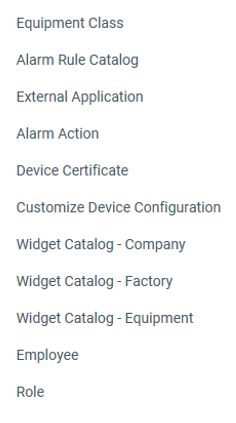 Equipment Class
Alarm Rule Catalog
External Application
Alarm Action
Device Certificate
Customize Device Configuration
Widget Catalog - Company
Widget Catalog - Factory
Widget Catalog - Equipment
Employee
Role